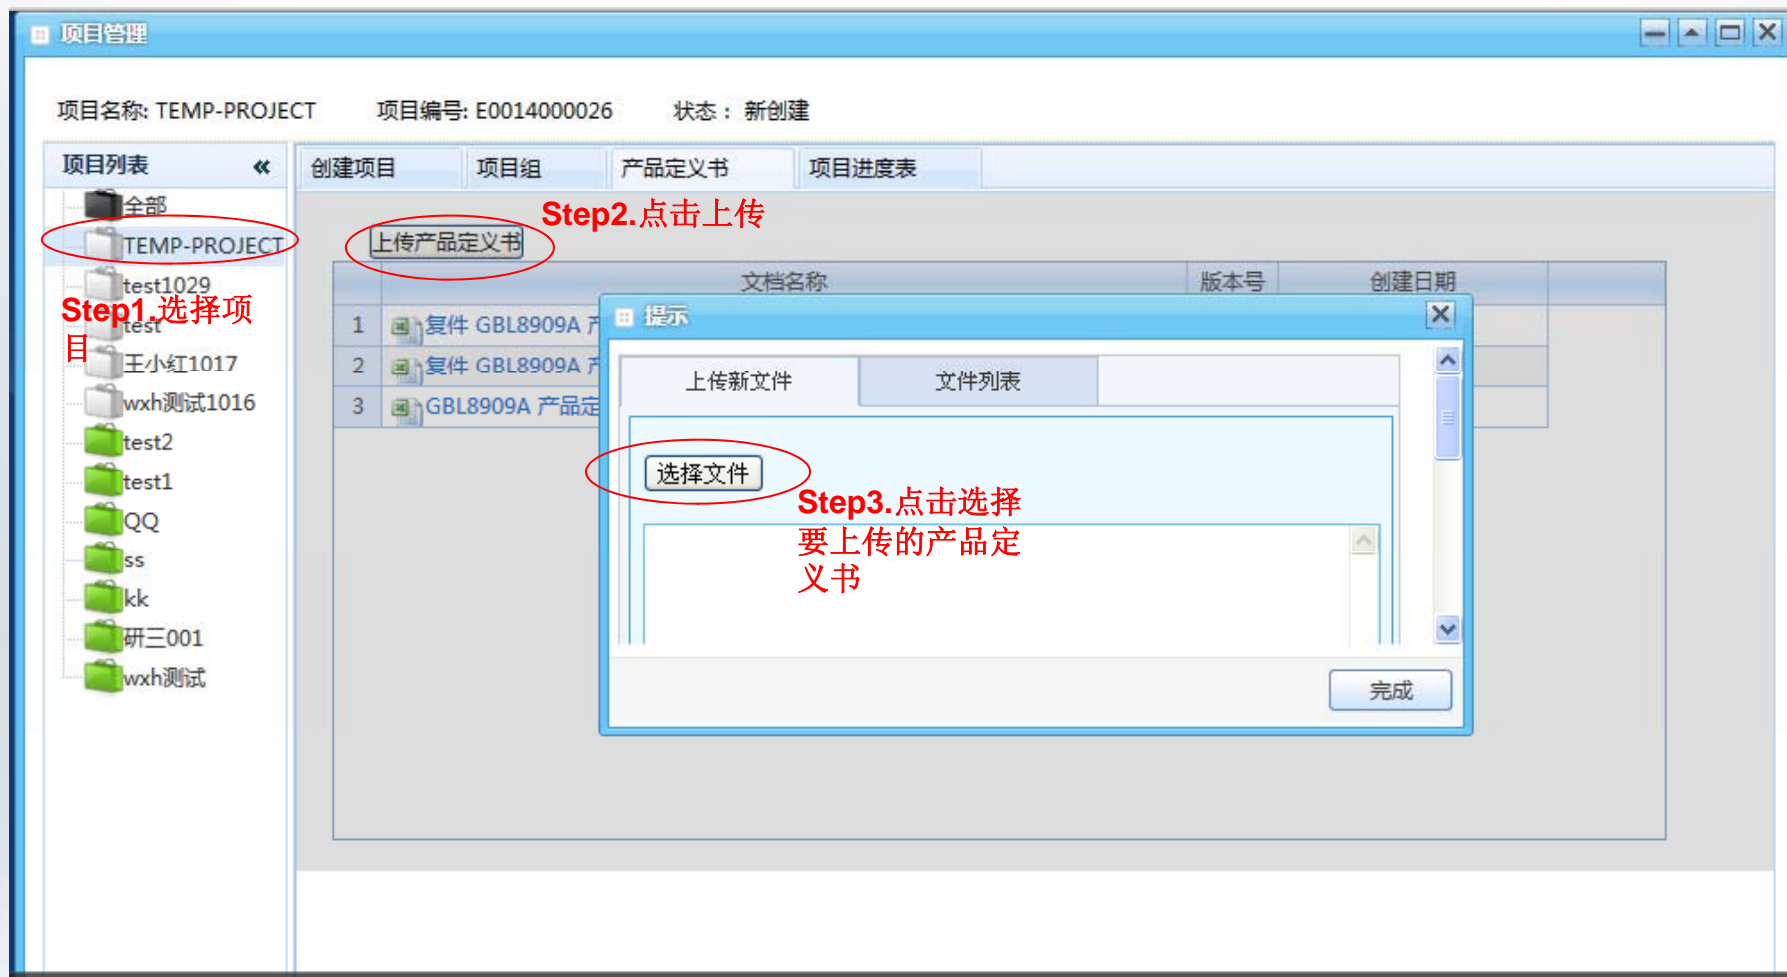 项目管理
项目名称: TEMP-PROJECT 项目编号: E0014000026 状态： 新创建
项目列表 «
全部
TEMP-PROJECT
test1029
test
王小红1017
wxh测试1016
test2
test1
QQ
ss
kk
研三001
wxh测试
Step1.选择项
目
创建项目 项目组 产品定义书 项目进度表
Step2.点击上传
上传产品定义书
文档名称 版本号 创建日期
1 复件 GBL8909A 产
2 复件 GBL8909A 产
3 GBL8909A 产品定
提示
上传新文件 文件列表
选择文件
Step3.点击选择
要上传的产品定
义书
完成